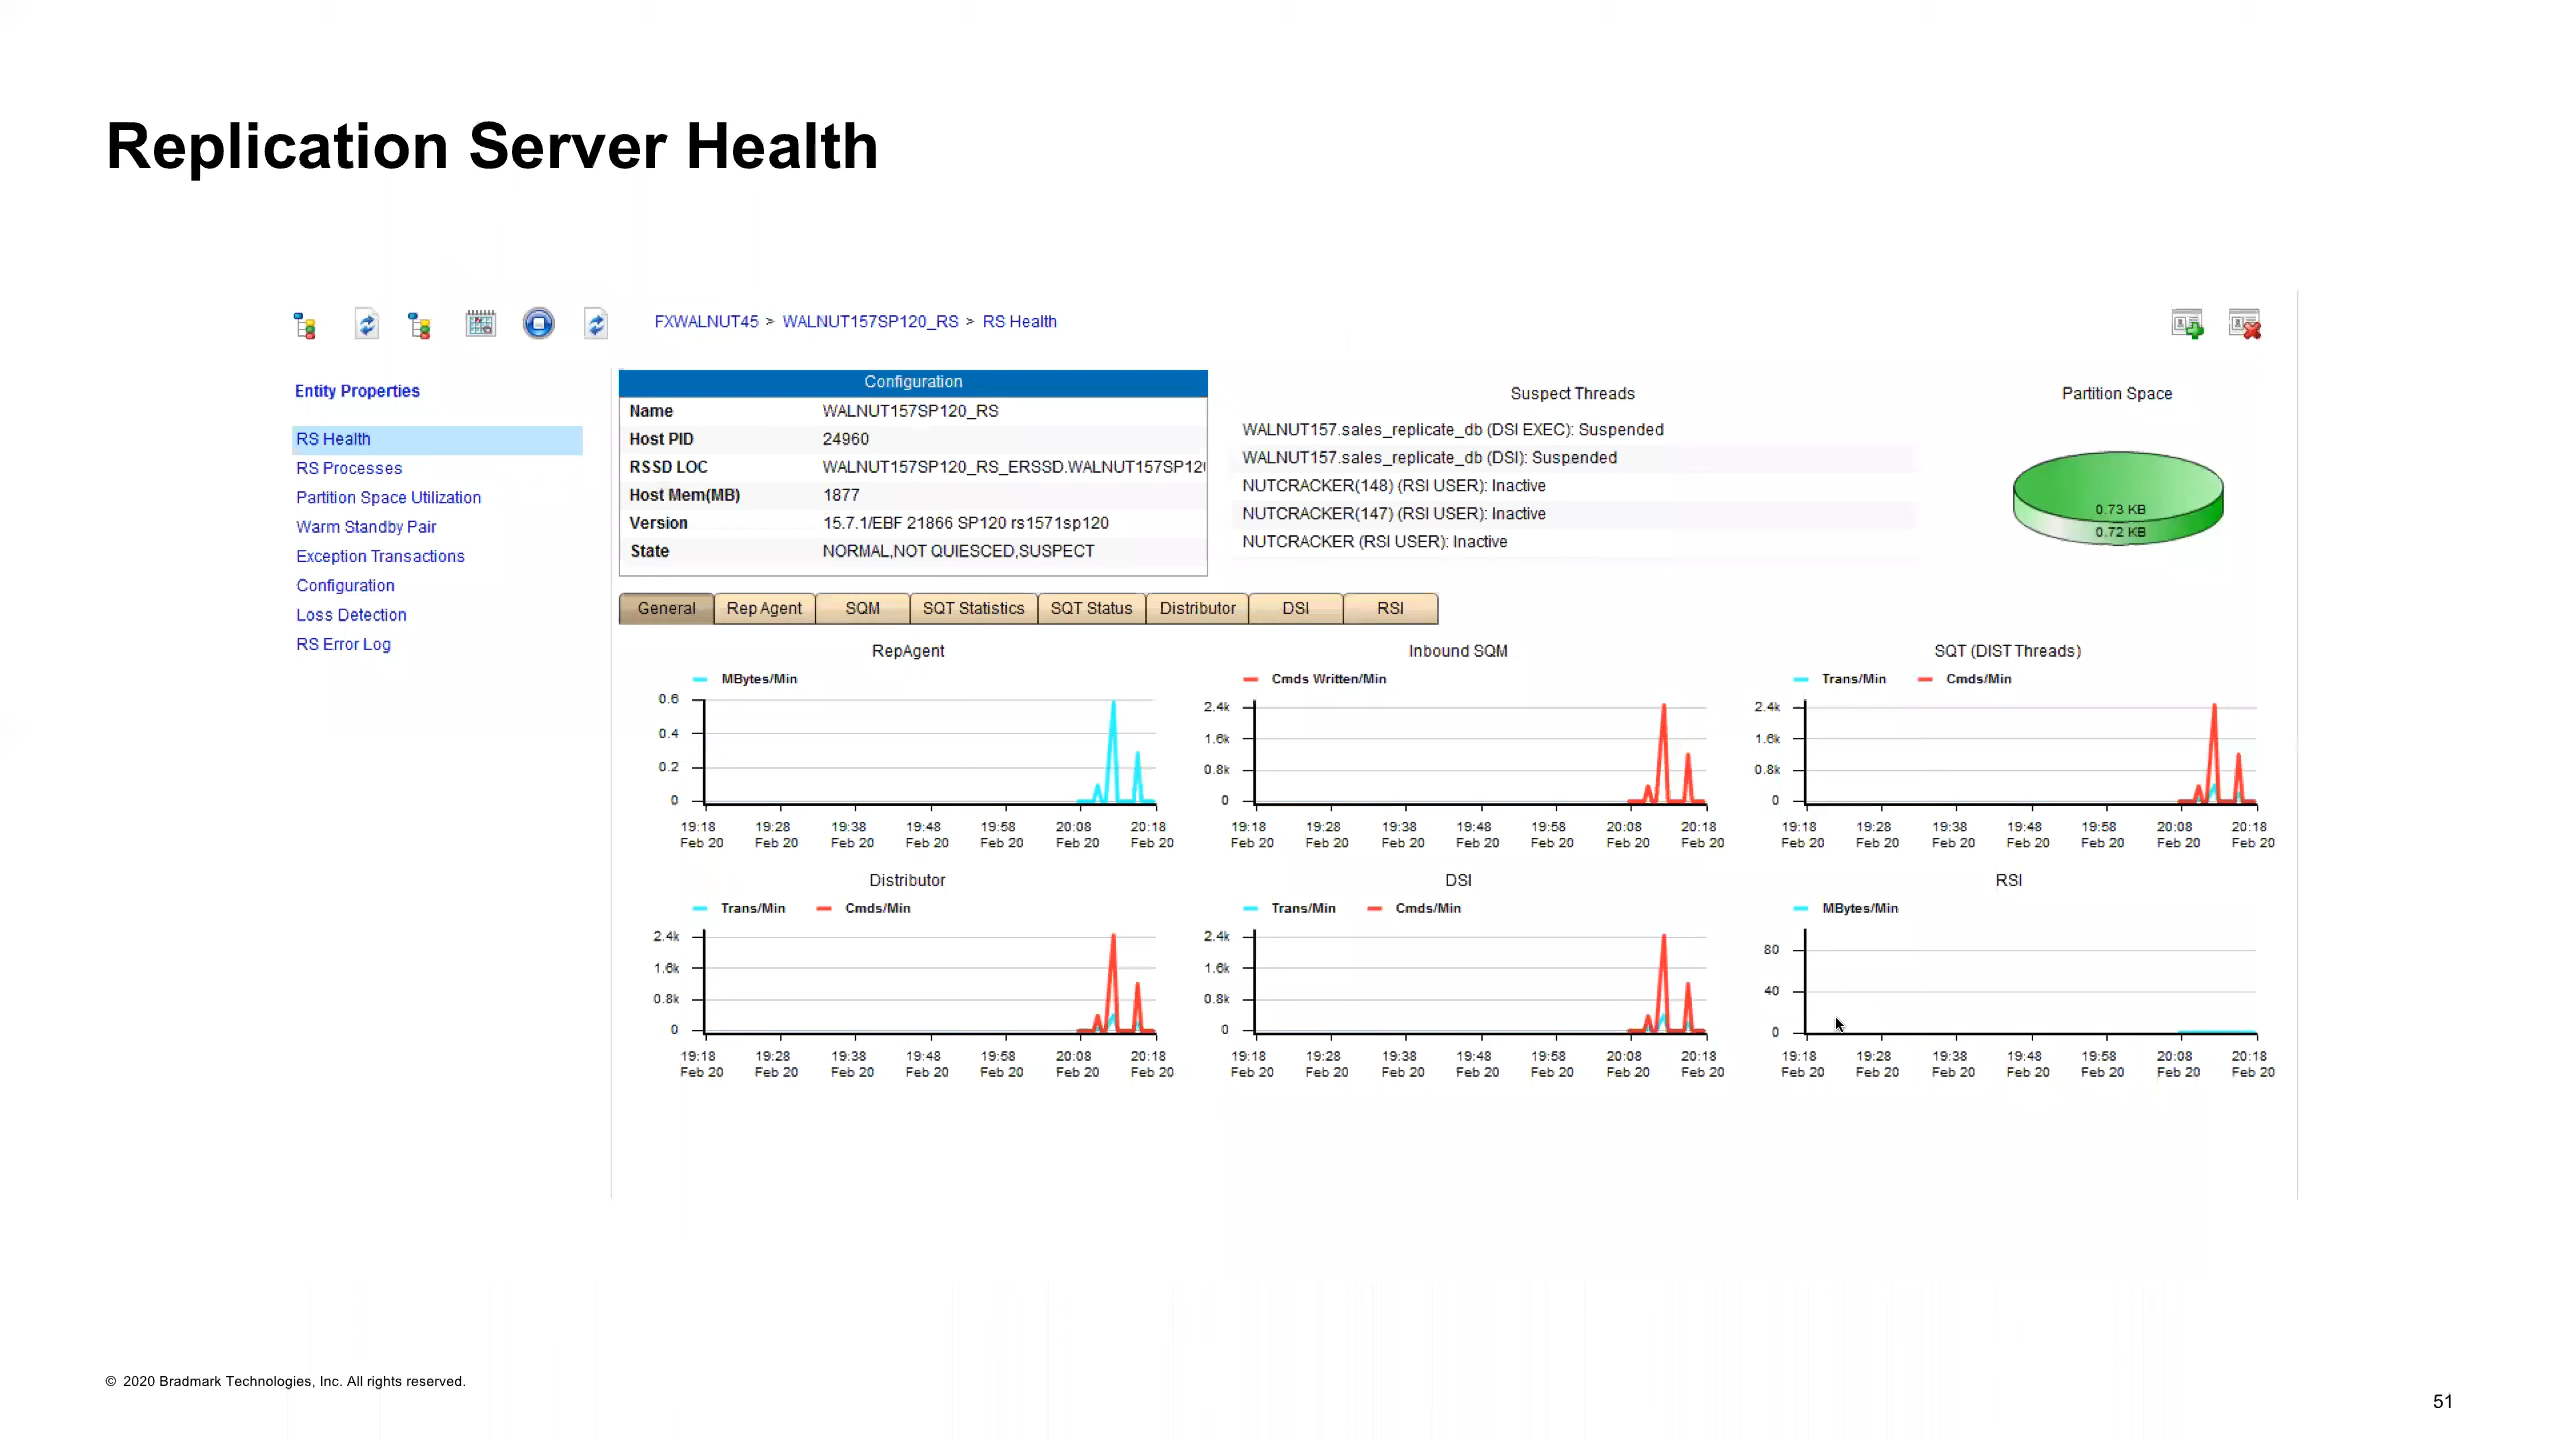 Replication Server Health
FXWALNUT45 > WALNUT157SP120_RS > RS Health
Entity Properties
RS Health
RS Processes
Partition Space Utilization
Warm Standby Pair
Exception Transactions
Configuration
Loss Detection
RS Error Log
Configuration
Name WALNUT157SP120_RS
Host PID 24960
RSSD LOC WALNUT157SP120_RS_ERSSD.WALNUT157SP12
Host Mem(MB) 1877
Version 15.7.1/EBF 21866 SP120 rs1571sp120
State NORMAL,NOT QUIESCED,SUSPECT
Suspect Threads
WALNUT157.sales_replicate_db (DSI EXEC): Suspended
WALNUT157.sales_replicate_db (DSI): Suspended
NUTCRACKER(148) (RSI USER): Inactive
NUTCRACKER(147) (RSI USER): Inactive
NUTCRACKER (RSI USER): Inactive
Partition Space
0.73 KB
0.72 KB
General Rep Agent SQM SQT Statistics SQT Status Distributor DSI RSI
RepAgent
MBytes/Min
0.6
0.4
0.2
0
19:18 19:28 19:38 19:48 19:58 20:08 20:18
Feb 20 Feb 20 Feb 20 Feb 20 Feb 20 Feb 20 Feb 20
Inbound SQM
Cmds Written/Min
2.4k
1.6k
0.8k
0
19:18 19:28 19:38 19:48 19:58 20:08 20:18
Feb 20 Feb 20 Feb 20 Feb 20 Feb 20 Feb 20 Feb 20
SQT (DIST Threads)
Trans/Min Cmds/Min
2.4k
1.6k
0.8k
0
19:18 19:28 19:38 19:48 19:58 20:08 20:18
Feb 20 Feb 20 Feb 20 Feb 20 Feb 20 Feb 20 Feb 20
Distributor
Trans/Min Cmds/Min
2.4k
1.6k
0.8k
0
19:18 19:28 19:38 19:48 19:58 20:08 20:18
Feb 20 Feb 20 Feb 20 Feb 20 Feb 20 Feb 20 Feb 20
DSI
Trans/Min Cmds/Min
2.4k
1.6k
0.8k
0
19:18 19:28 19:38 19:48 19:58 20:08 20:18
Feb 20 Feb 20 Feb 20 Feb 20 Feb 20 Feb 20 Feb 20
RSI
MBytes/Min
80
40
0
19:18 19:28 19:38 19:48 19:58 20:08 20:18
Feb 20 Feb 20 Feb 20 Feb 20 Feb 20 Feb 20 Feb 20
© 2020 Bradmark Technologies, Inc. All rights reserved.
51